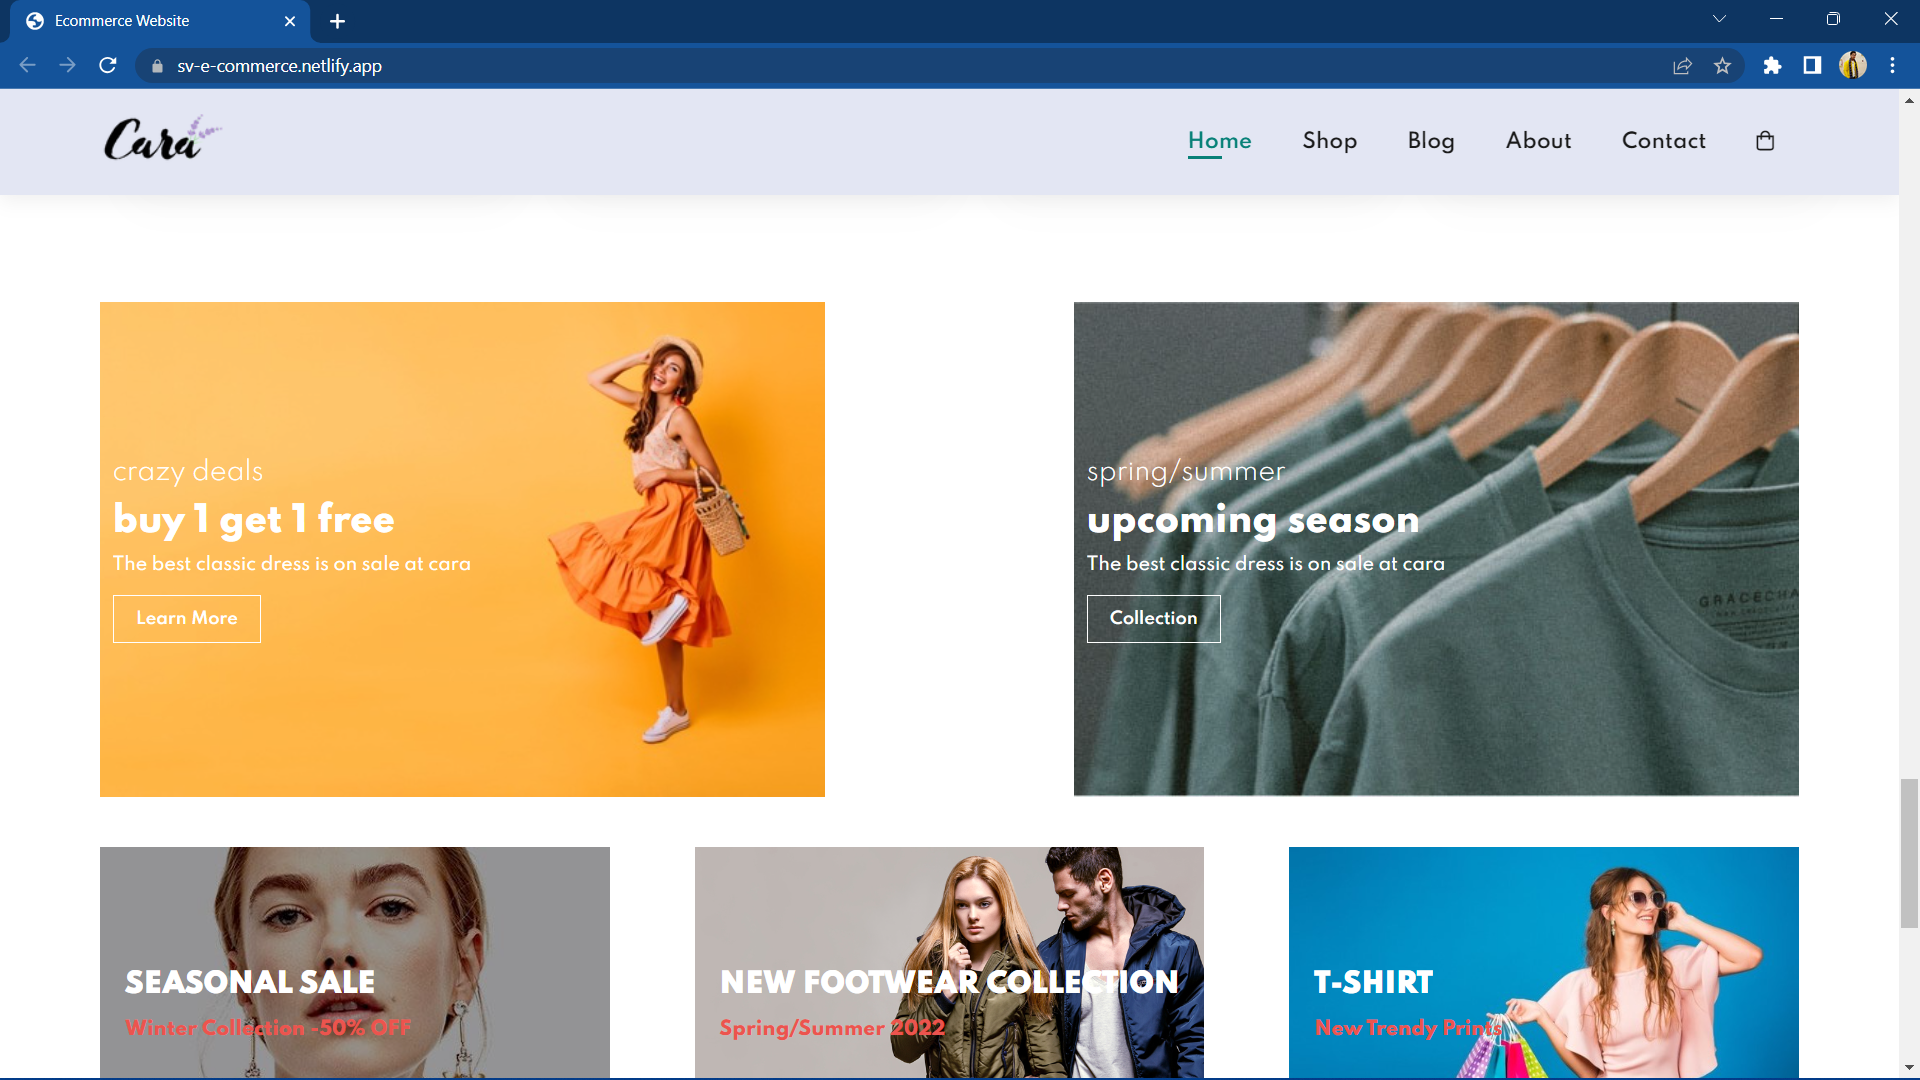 Ecommerce Website
sv-e-commerce.netlify.app
Cara
Home Shop Blog About Contact
crazy deals
buy 1 get 1 free
The best classic dress is on sale at cara
Learn More
spring/summer
upcoming season
The best classic dress is on sale at cara
Collection
GRACECHA
SEASONAL SALE
Winter Collection -50% OFF
NEW FOOTWEAR COLLECTION
Spring/Summer 2022
T-SHIRT
New Trendy Prints